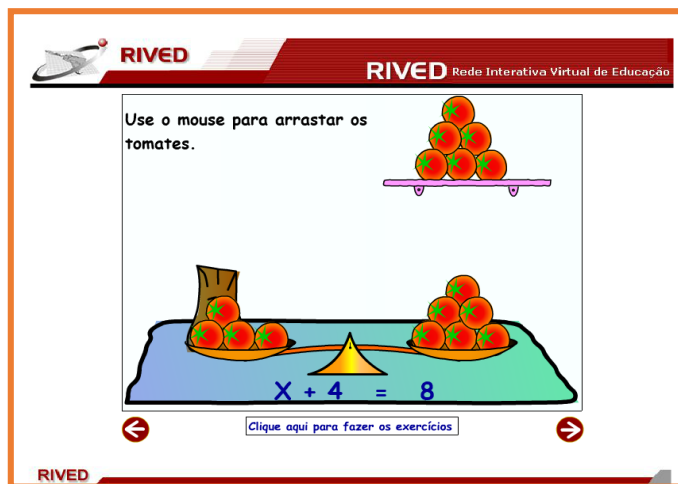 RIVED
RIVED Rede Interativa Virtual de Educação
Use o mouse para arrastar os
tomates.
X + 4 = 8
Clique aqui para fazer os exercícios
RIVED